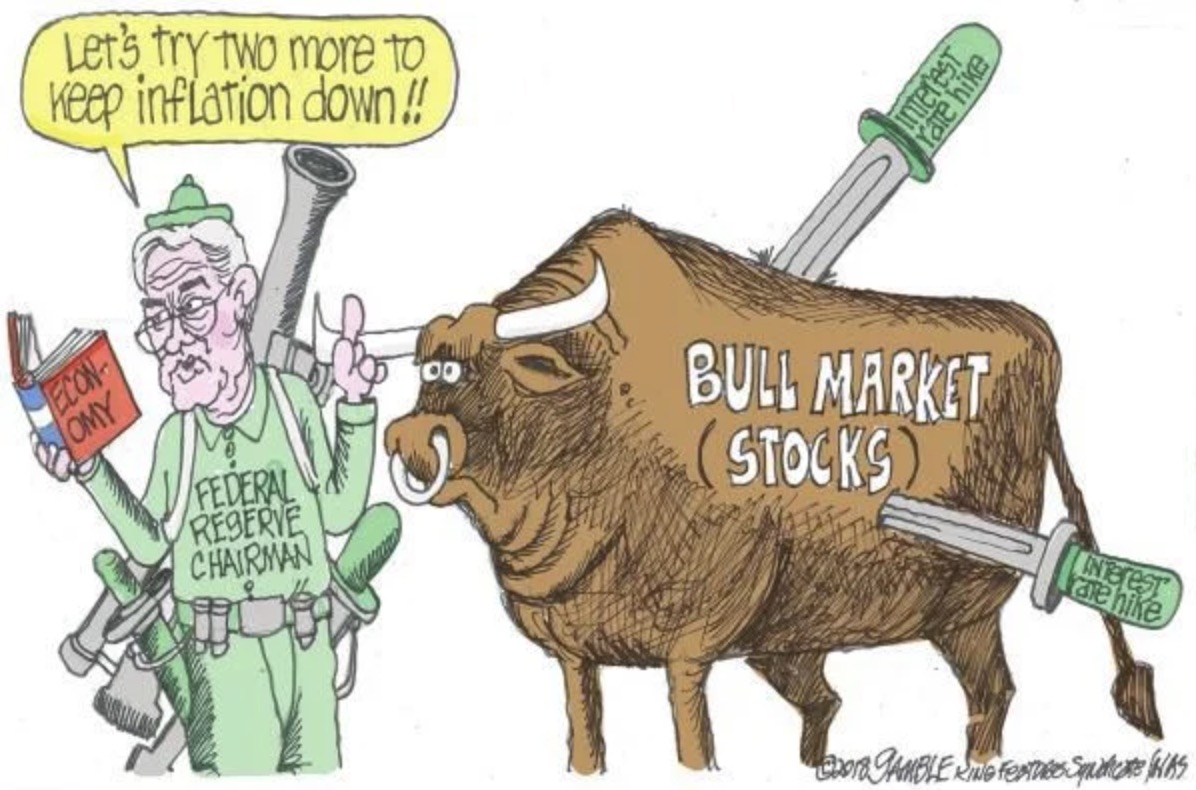 Let's try two more to
keep inflation down!!
interest
rate hike
ECON-
OMY
BULL MARKET
(STOCKS)
FEDERAL
RESERVE
CHAIRMAN
interest
rate hike
©2018 GAMBLE KING FEATURES SYNDICATE/NAS